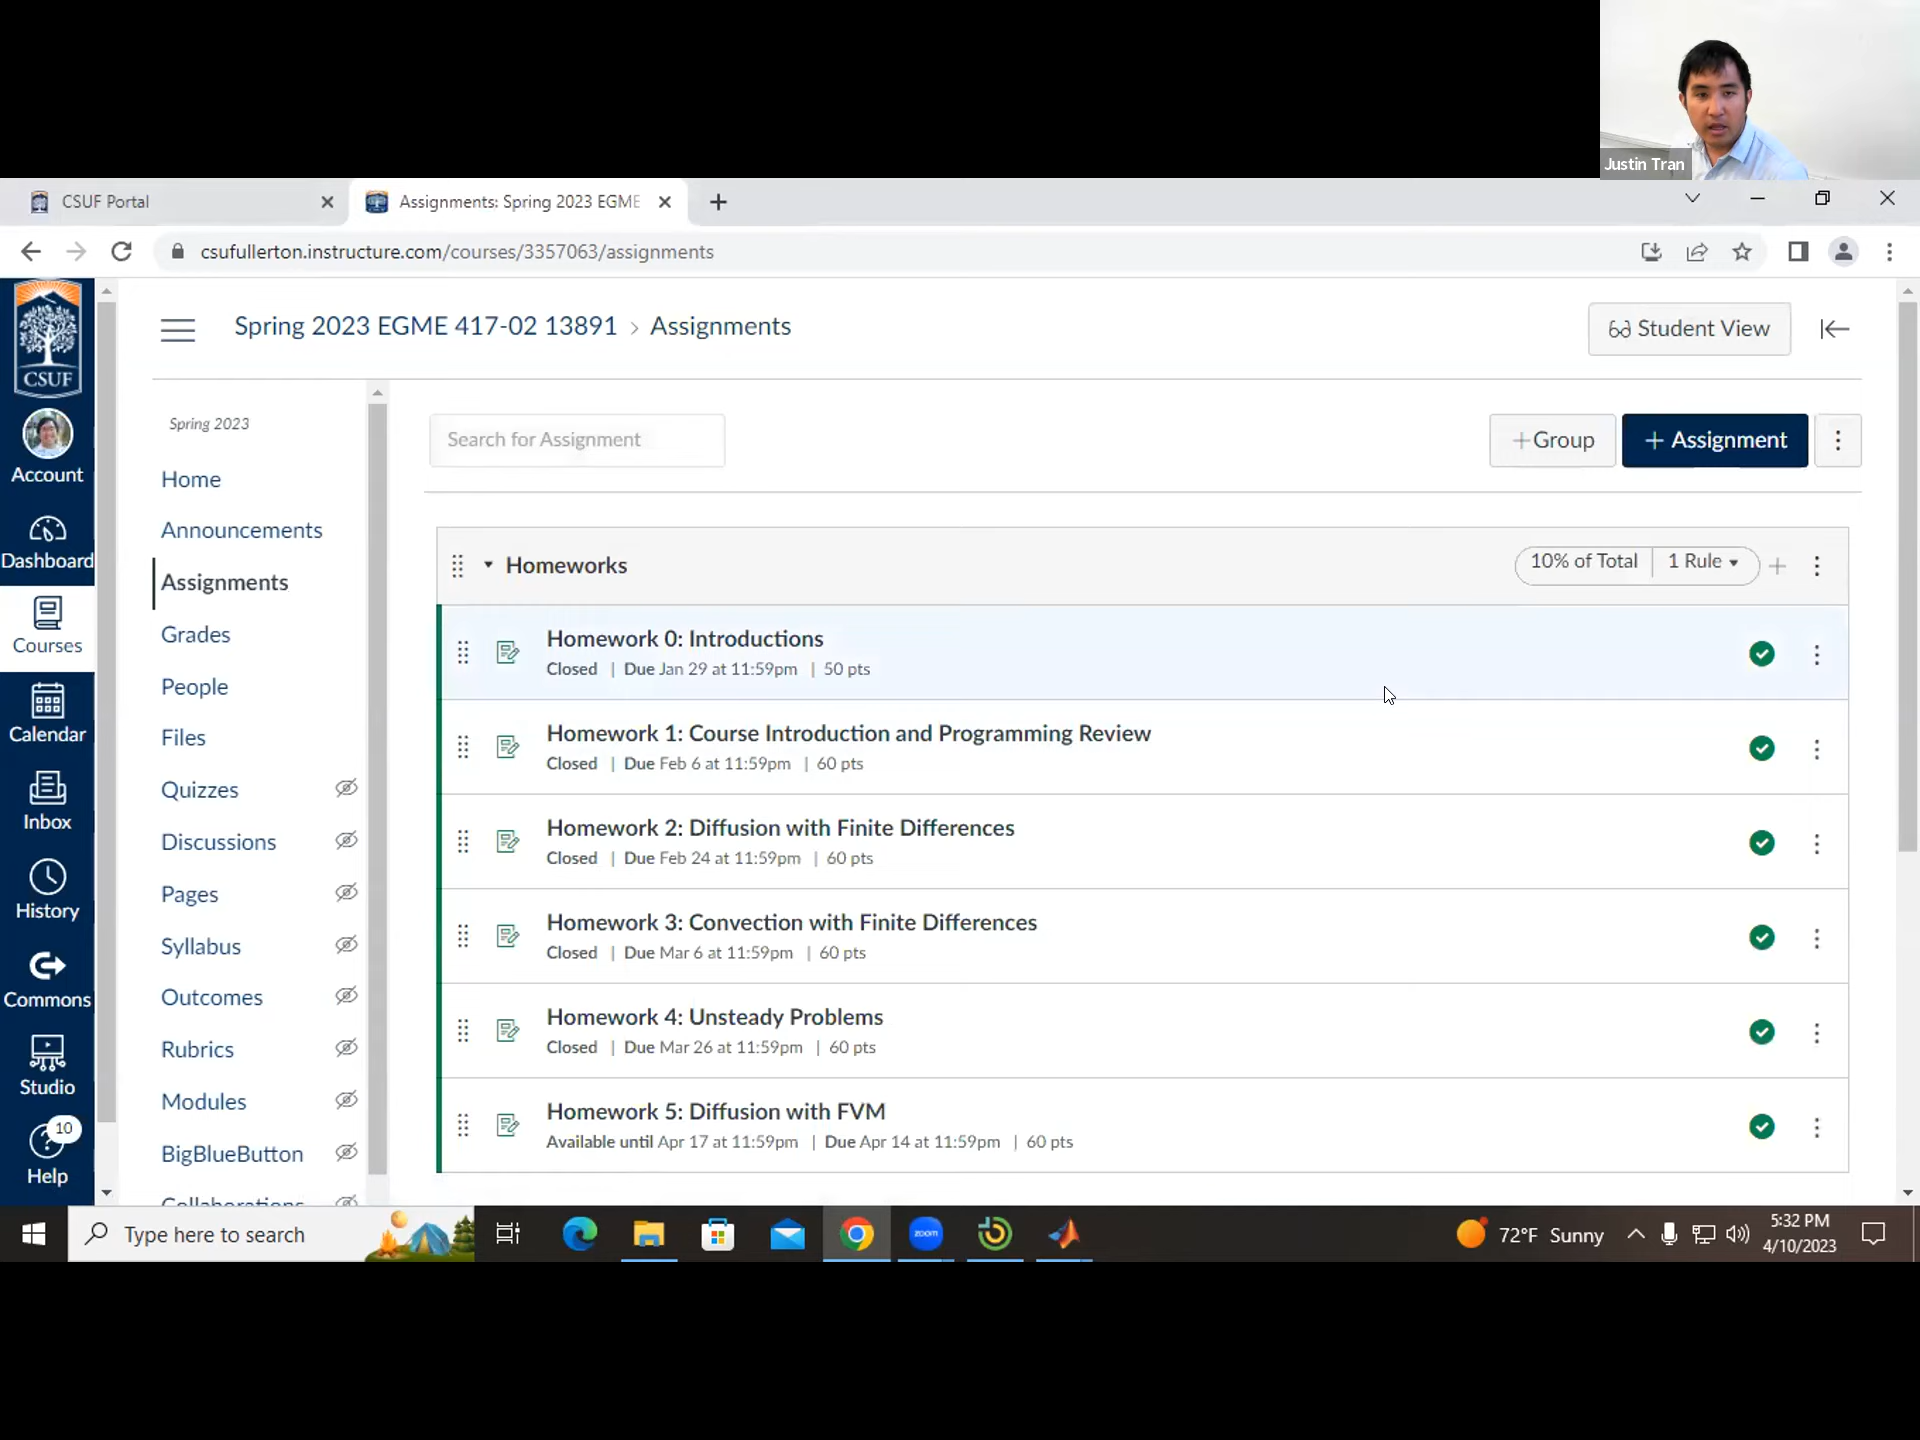 Justin Tran
CSUF Portal
Assignments: Spring 2023 EGME
csufullerton.instructure.com/courses/3357063/assignments
CSUF
Account
Dashboard
Courses
Calendar
Inbox
History
Commons
Studio
10
Help
Spring 2023 EGME 417-02 13891 > Assignments
Student View
Spring 2023
Home
Announcements
Assignments
Grades
People
Files
Quizzes
Discussions
Pages
Syllabus
Outcomes
Rubrics
Modules
BigBlueButton
Collaborations
Search for Assignment
+Group
+ Assignment
Homeworks
10% of Total
1 Rule
Homework 0: Introductions
Closed | Due Jan 29 at 11:59pm | 50 pts
Homework 1: Course Introduction and Programming Review
Closed | Due Feb 6 at 11:59pm | 60 pts
Homework 2: Diffusion with Finite Differences
Closed | Due Feb 24 at 11:59pm | 60 pts
Homework 3: Convection with Finite Differences
Closed | Due Mar 6 at 11:59pm | 60 pts
Homework 4: Unsteady Problems
Closed | Due Mar 26 at 11:59pm | 60 pts
Homework 5: Diffusion with FVM
Available until Apr 17 at 11:59pm | Due Apr 14 at 11:59pm | 60 pts
Type here to search
zoom
72°F Sunny
5:32 PM
4/10/2023